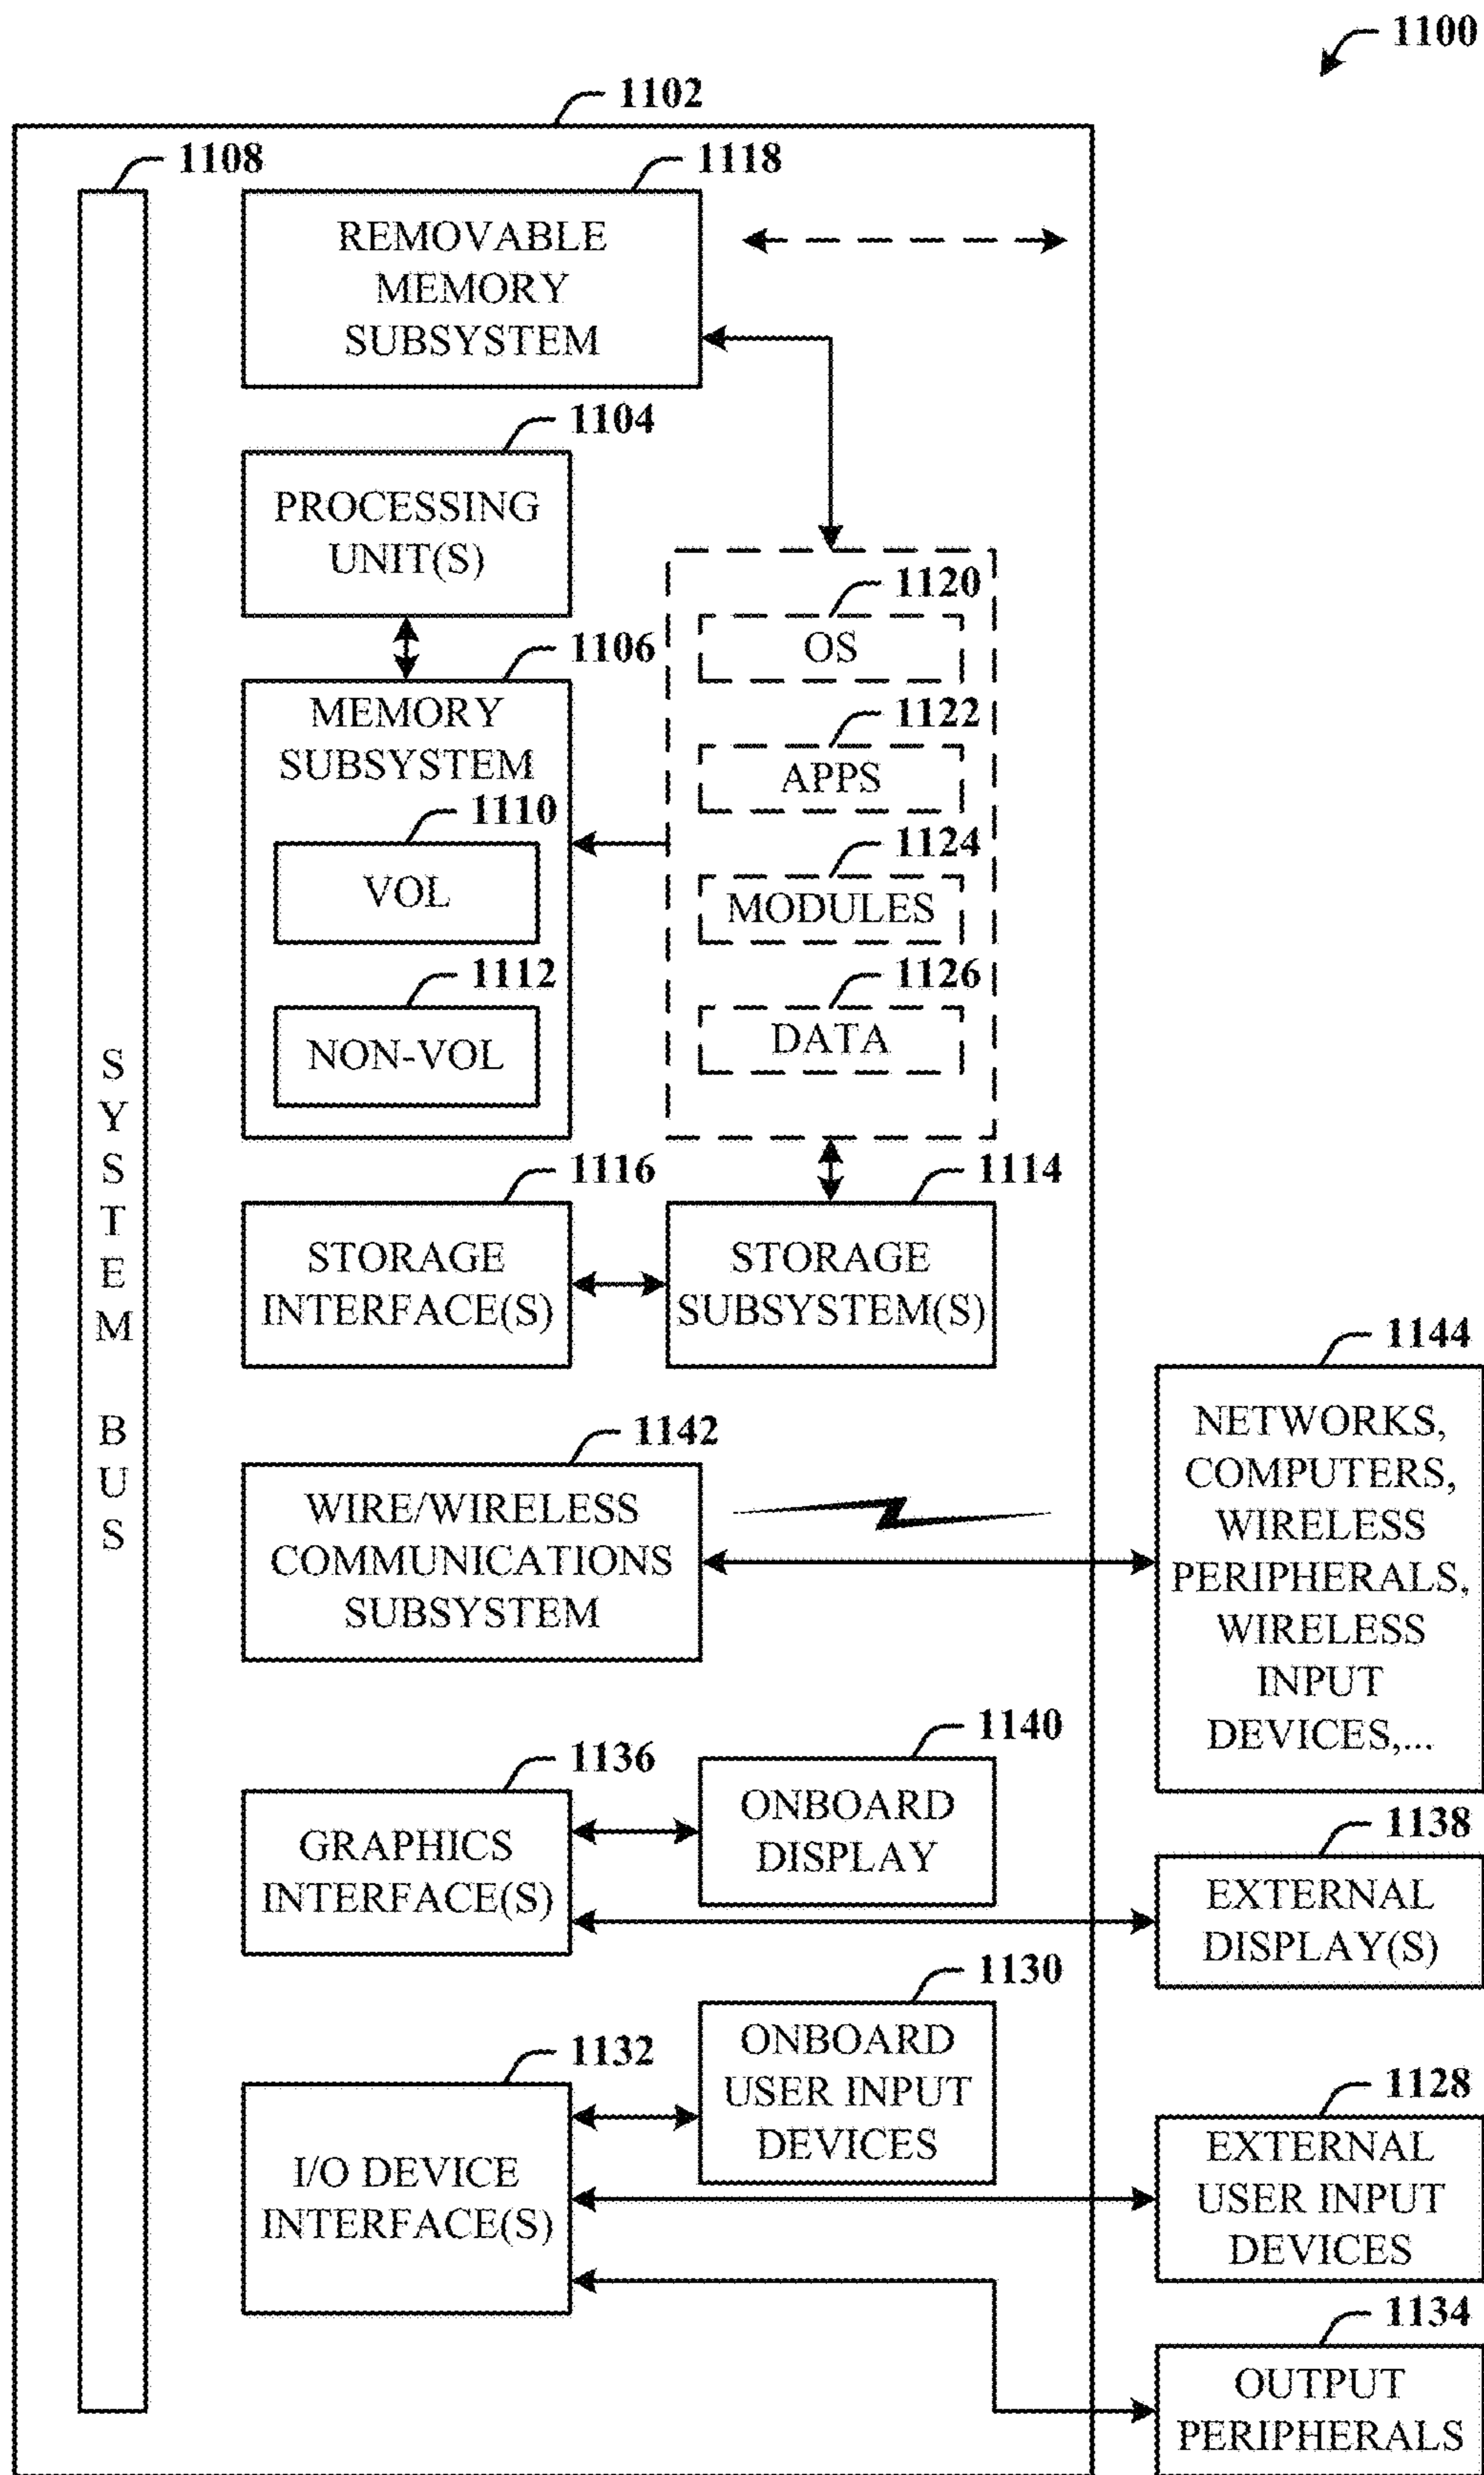 1100
1102
1108
1118
REMOVABLE
MEMORY
SUBSYSTEM
1104
PROCESSING
UNIT(S)
1120
OS
1106
MEMORY
SUBSYSTEM
1122
APPS
1110
VOL
1124
MODULES
1112
NON-VOL
1126
DATA
SYSTEM BUS
1116
STORAGE
INTERFACE(S)
1114
STORAGE
SUBSYSTEM(S)
1144
NETWORKS,
COMPUTERS,
WIRELESS
PERIPHERALS,
WIRELESS
INPUT
DEVICES,...
1142
WIRE/WIRELESS
COMMUNICATIONS
SUBSYSTEM
1140
ONBOARD
DISPLAY
1136
GRAPHICS
INTERFACE(S)
1138
EXTERNAL
DISPLAY(S)
1130
ONBOARD
USER INPUT
DEVICES
1132
I/O DEVICE
INTERFACE(S)
1128
EXTERNAL
USER INPUT
DEVICES
1134
OUTPUT
PERIPHERALS